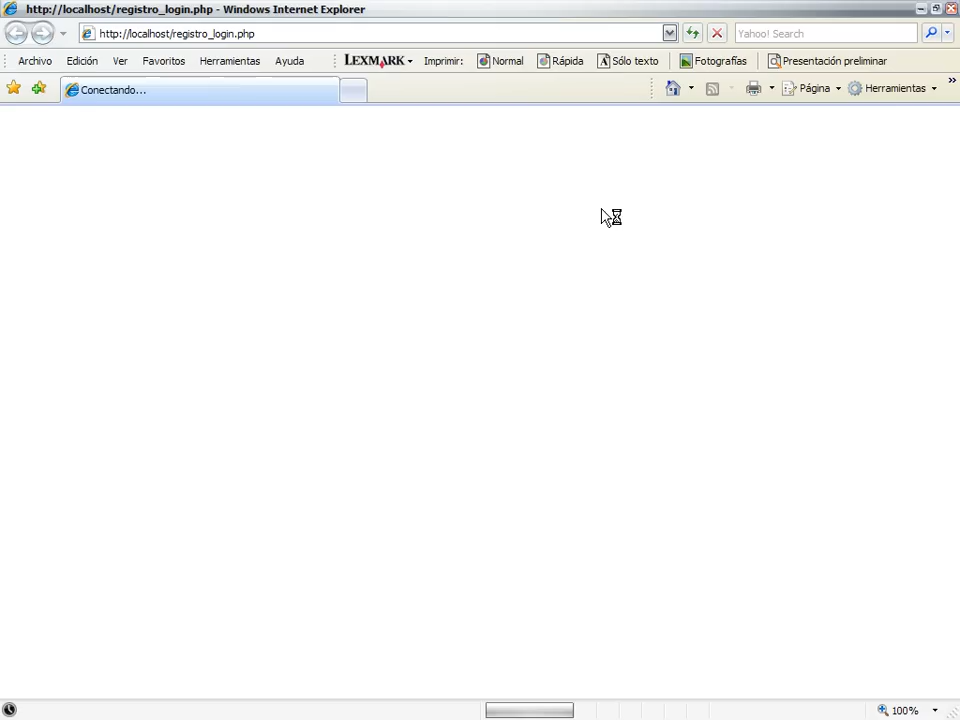 http://localhost/registro_login.php - Windows Internet Explorer
http://localhost/registro_login.php
Yahoo! Search
Archivo Edición Ver Favoritos Herramientas Ayuda LEXMARK Imprimir: Normal Rápida Sólo texto Fotografías Presentación preliminar
Conectando... Página Herramientas
100%